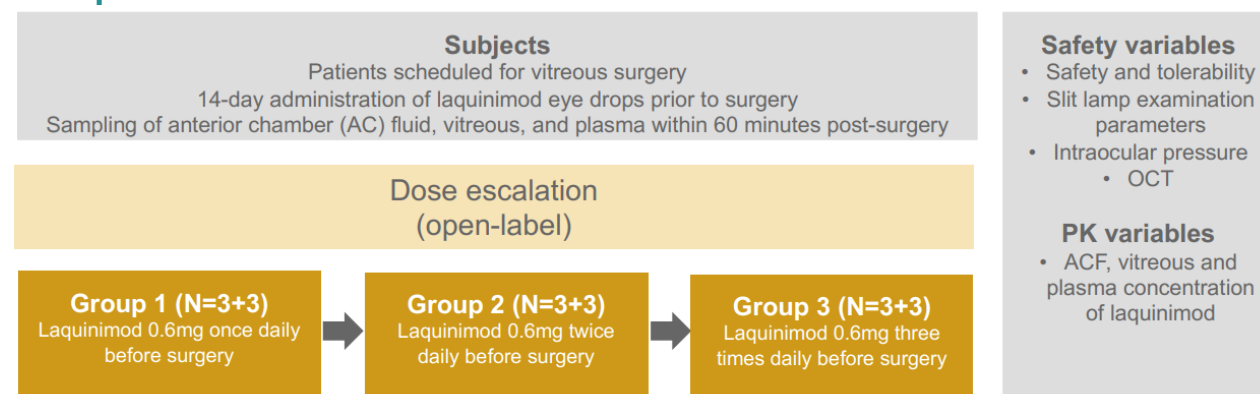 Subjects
Patients scheduled for vitreous surgery
14-day administration of laquinimod eye drops prior to surgery
Sampling of anterior chamber (AC) fluid, vitreous, and plasma within 60 minutes post-surgery
Dose escalation
(open-label)
Group 1 (N=3+3)
Laquinimod 0.6mg once daily
before surgery
Group 2 (N=3+3)
Laquinimod 0.6mg twice
daily before surgery
Group 3 (N=3+3)
Laquinimod 0.6mg three
times daily before surgery
Safety variables
• Safety and tolerability
• Slit lamp examination
parameters
• Intraocular pressure
• OCT
PK variables
• ACF, vitreous and
plasma concentration
of laquinimod